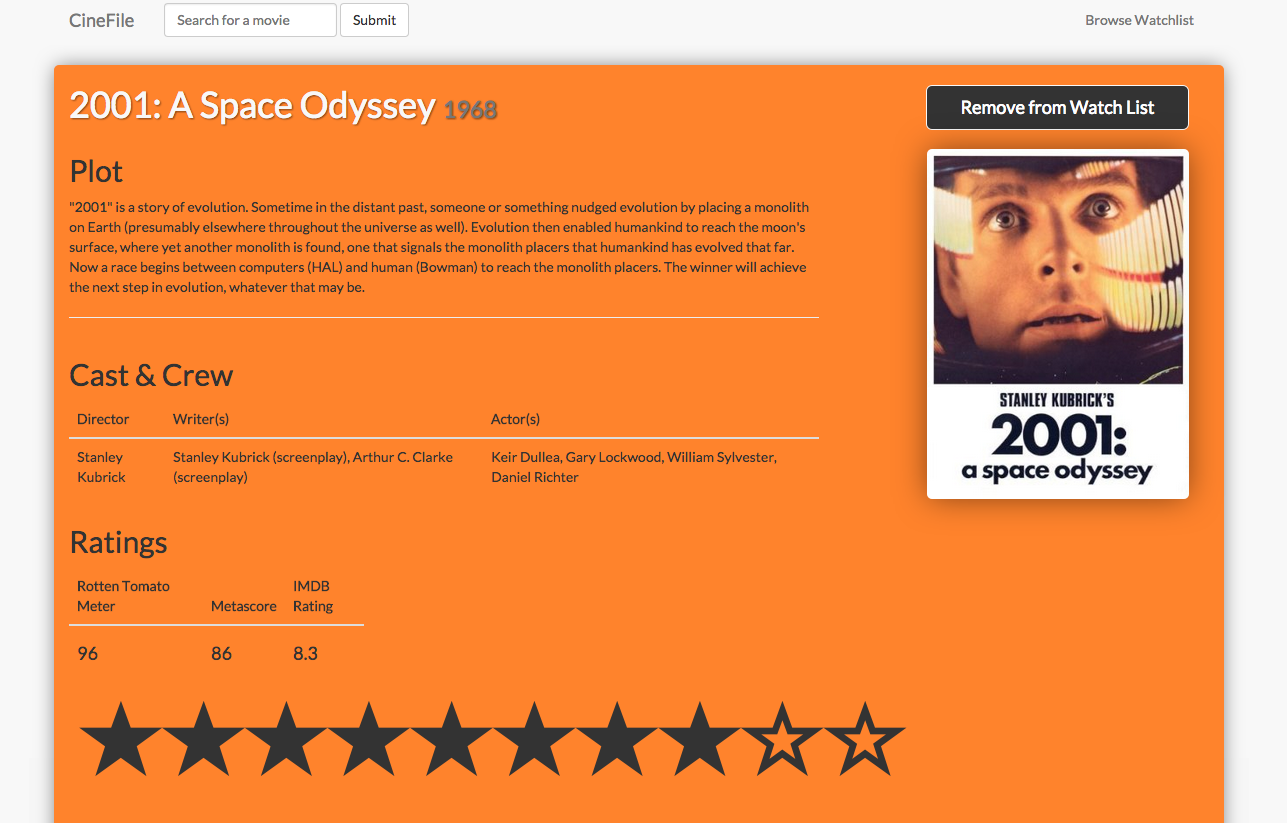 CineFile
Search for a movie
Submit
Browse Watchlist
2001: A Space Odyssey 1968
Remove from Watch List
Plot
"2001" is a story of evolution. Sometime in the distant past, someone or something nudged evolution by placing a monolith
on Earth (presumably elsewhere throughout the universe as well). Evolution then enabled humankind to reach the moon's
surface, where yet another monolith is found, one that signals the monolith placers that humankind has evolved that far.
Now a race begins between computers (HAL) and human (Bowman) to reach the monolith placers. The winner will achieve
the next step in evolution, whatever that may be.
STANLEY KUBRICK'S
2001:
a space odyssey
Cast & Crew
Director Writer(s) Actor(s)
Stanley Stanley Kubrick (screenplay), Arthur C. Clarke Keir Dullea, Gary Lockwood, William Sylvester,
Kubrick (screenplay) Daniel Richter
Ratings
Rotten Tomato IMDB
Meter Metascore Rating
96 86 8.3